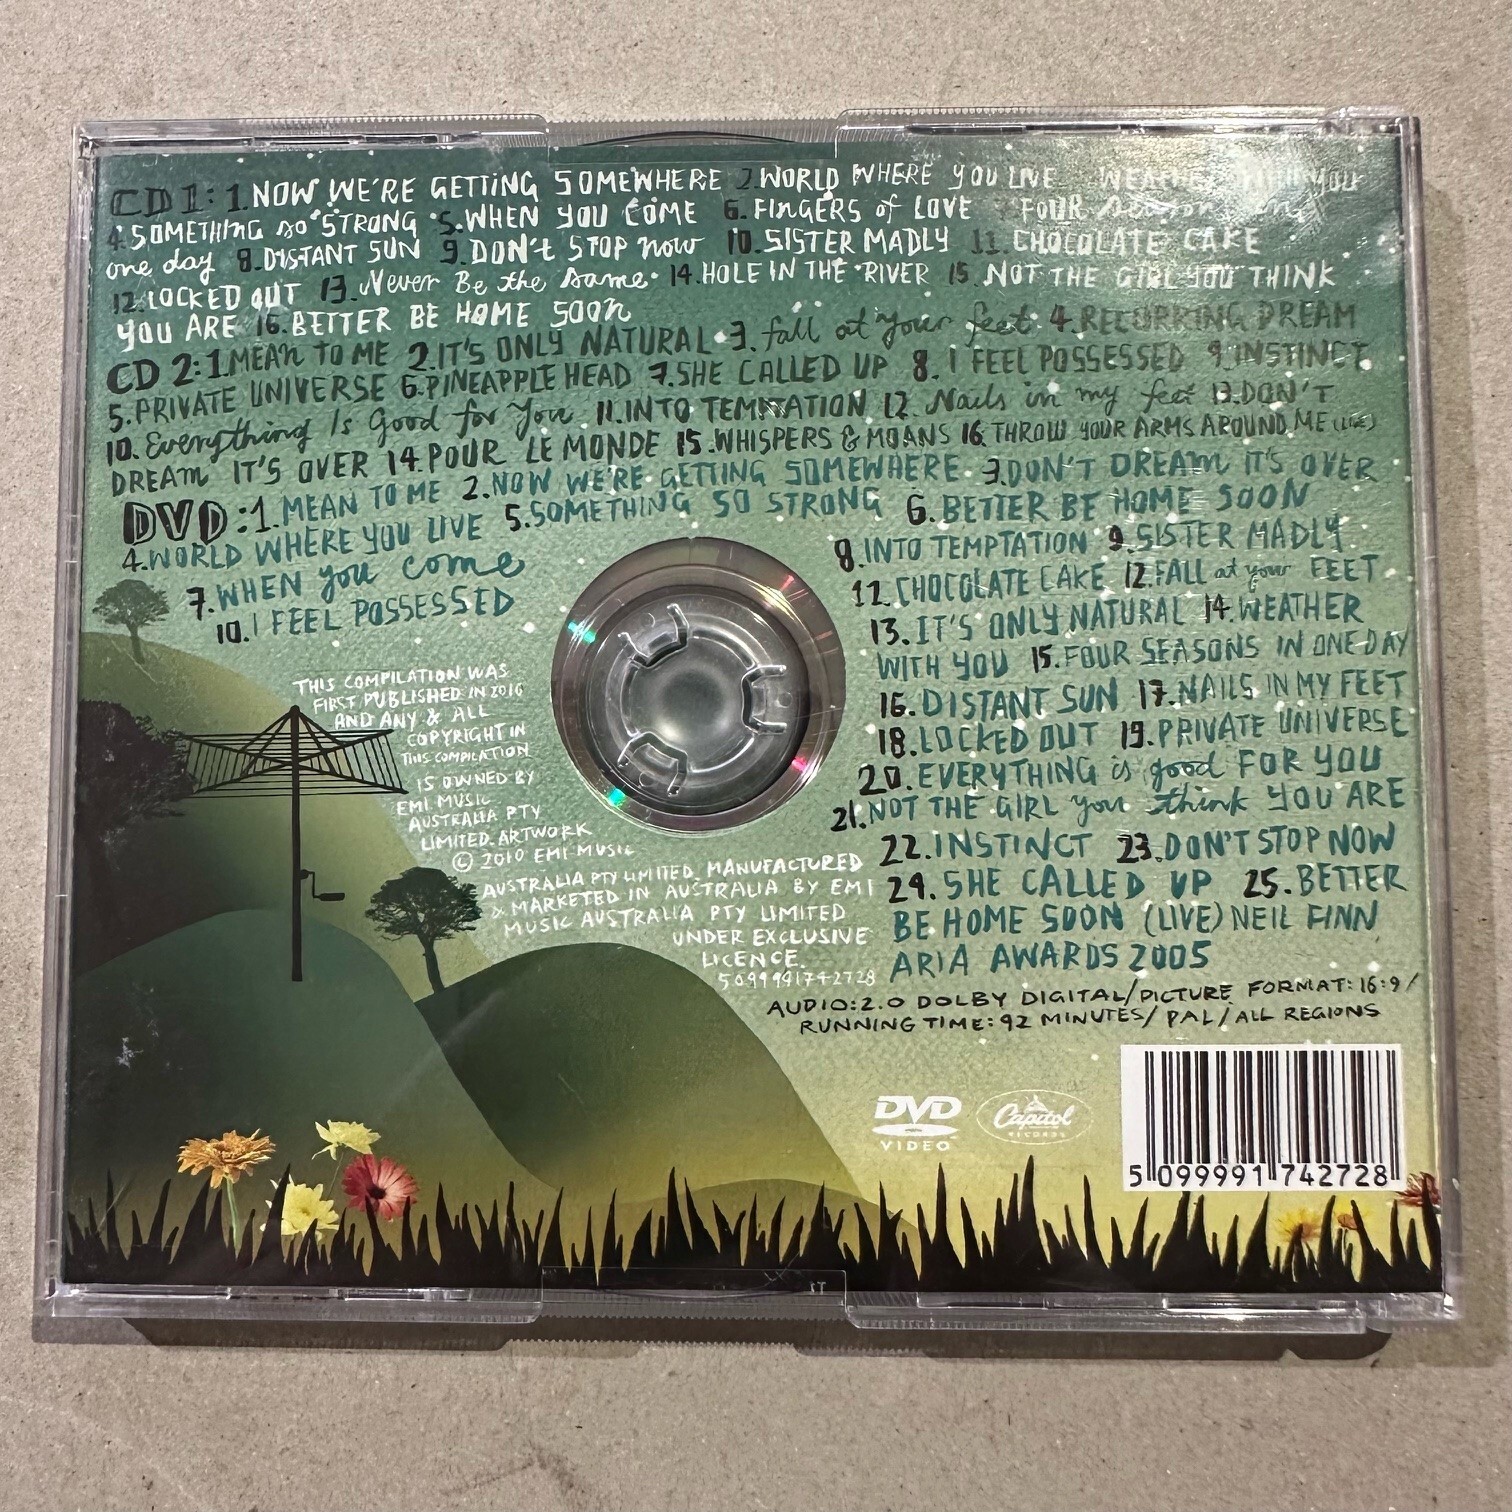 CD 1: 1. NOW WE'RE GETTING SOMEWHERE 2. WORLD WHERE YOU LIVE WEATHER WITH YOU
4. SOMETHING SO STRONG 5. WHEN YOU COME 6. FINGERS of LOVE FOUR Seasons in
one day 8. DISTANT SUN 9. DON't STOP NOW 10. SISTER MADLY 11. CHOCOLATE CAKE
12. LOCKED OUT 13. Never Be the Same 14. HOLE IN THE RIVER 15. NOT THE GIRL YOU THINK
YOU ARE 16. BETTER BE HOME SOON
CD 2: 1. MEAN TO ME 2. IT'S ONLY NATURAL 3. fall at your feet 4. RECURRING DREAM
5. PRIVATE UNIVERSE 6. PINEAPPLE HEAD 7. SHE CALLED UP 8. I FEEL POSSESSED 9. INSTINCT
10. Everything Is Good for You 11. INTO TEMPTATION 12. Nails in my feet 13. DON'T
DREAM IT'S OVER 14. POUR LE MONDE 15. WHISPERS & MOANS 16. THROW YOUR ARMS AROUND ME (LIVE)
DVD: 1. MEAN TO ME 2. NOW WE'RE GETTING SOMEWHERE 3. DON'T DREAM IT'S OVER
4. WORLD WHERE YOU LIVE 5. SOMETHING SO STRONG 6. BETTER BE HOME SOON
7. WHEN you come 8. INTO TEMPTATION 9. SISTER MADLY
10. I FEEL POSSESSED 11. CHOCOLATE CAKE 12. FALL at your FEET
13. IT'S ONLY NATURAL 14. WEATHER
WITH YOU 15. FOUR SEASONS IN ONE DAY
16. DISTANT SUN 17. NAILS IN MY FEET
18. LOCKED OUT 19. PRIVATE UNIVERSE
20. EVERYTHING is good FOR YOU
21. NOT THE GIRL you think YOU ARE
22. INSTINCT 23. DON'T STOP NOW
24. SHE CALLED UP 25. BETTER
BE HOME SOON (LIVE) NEIL FINN
ARIA AWARDS 2005
THIS COMPILATION WAS
FIRST PUBLISHED IN 2010
AND ANY & ALL
COPYRIGHT IN
THIS COMPILATION
IS OWNED BY
EMI MUSIC
AUSTRALIA PTY
LIMITED. ARTWORK
© 2010 EMI MUSIC
AUSTRALIA PTY LIMITED. MANUFACTURED
& MARKETED IN AUSTRALIA BY EMI
MUSIC AUSTRALIA PTY LIMITED
UNDER EXCLUSIVE
LICENCE.
5099991742728
AUDIO: 2.0 DOLBY DIGITAL/PICTURE FORMAT: 16:9/
RUNNING TIME: 92 MINUTES/ PAL/ ALL REGIONS
DVD
VIDEO
Capitol
RECORDS
5 099991 742728